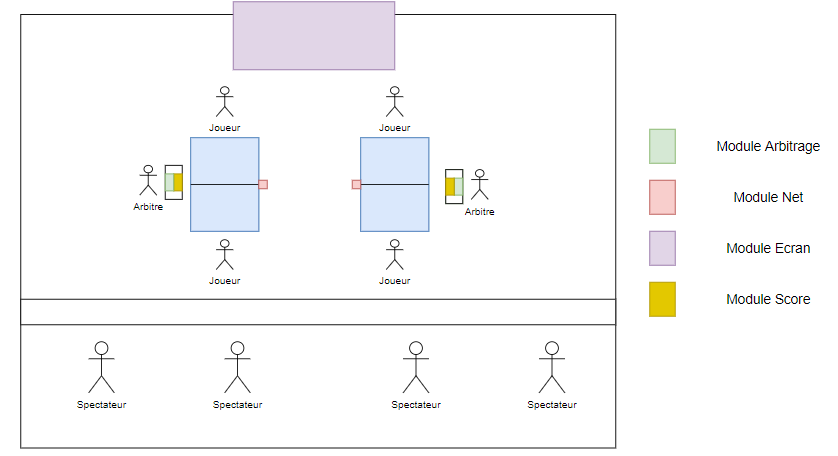 Joueur
Joueur
Arbitre
Arbitre
Joueur
Joueur
Spectateur
Spectateur
Spectateur
Spectateur
Module Arbitrage
Module Net
Module Ecran
Module Score